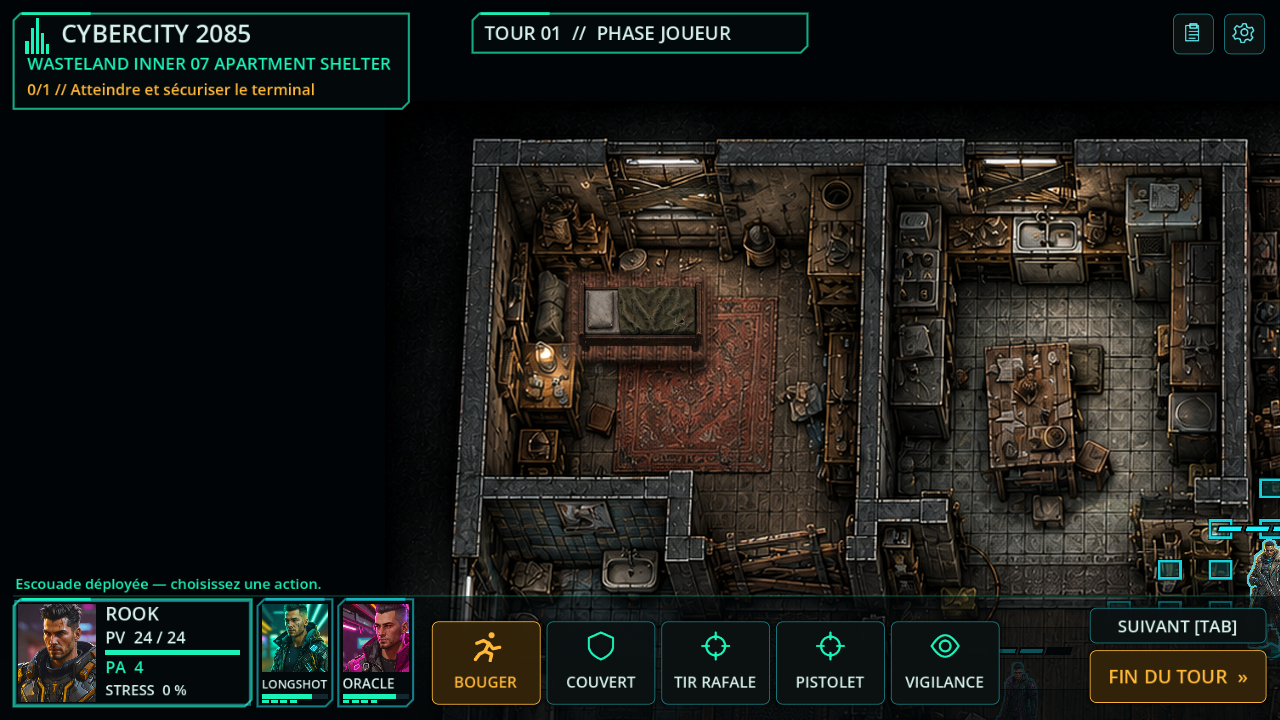 CYBERCITY 2085
WASTELAND INNER 07 APARTMENT SHELTER
0/1 // Atteindre et sécuriser le terminal
TOUR 01 // PHASE JOUEUR
Escouade déployée — choisissez une action.
ROOK
PV 24 / 24
PA 4
STRESS 0 %
LONGSHOT
ORACLE
BOUGER
COUVERT
TIR RAFALE
PISTOLET
VIGILANCE
SUIVANT [TAB]
FIN DU TOUR »